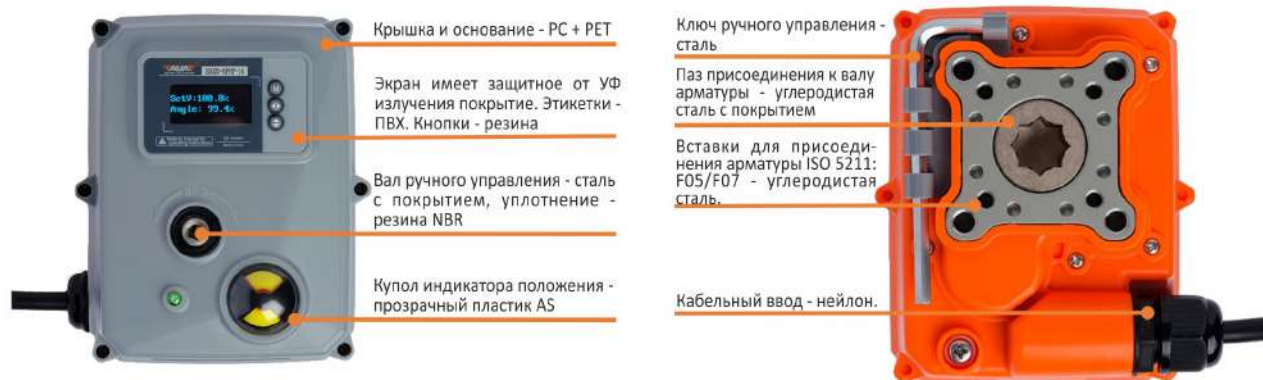 Крышка и основание - PC + PET
Экран имеет защитное от УФ
излучения покрытие. Этикетки -
ПВХ. Кнопки - резина
SetV:100.0%
Angle: 99.4%
Вал ручного управления - сталь
с покрытием, уплотнение -
резина NBR
Купол индикатора положения -
прозрачный пластик AS
Ключ ручного управления -
сталь
Паз присоединения к валу
арматуры - углеродистая
сталь с покрытием
Вставки для присоеди-
нения арматуры ISO 5211:
F05/F07 - углеродистая
сталь.
Кабельный ввод - нейлон.